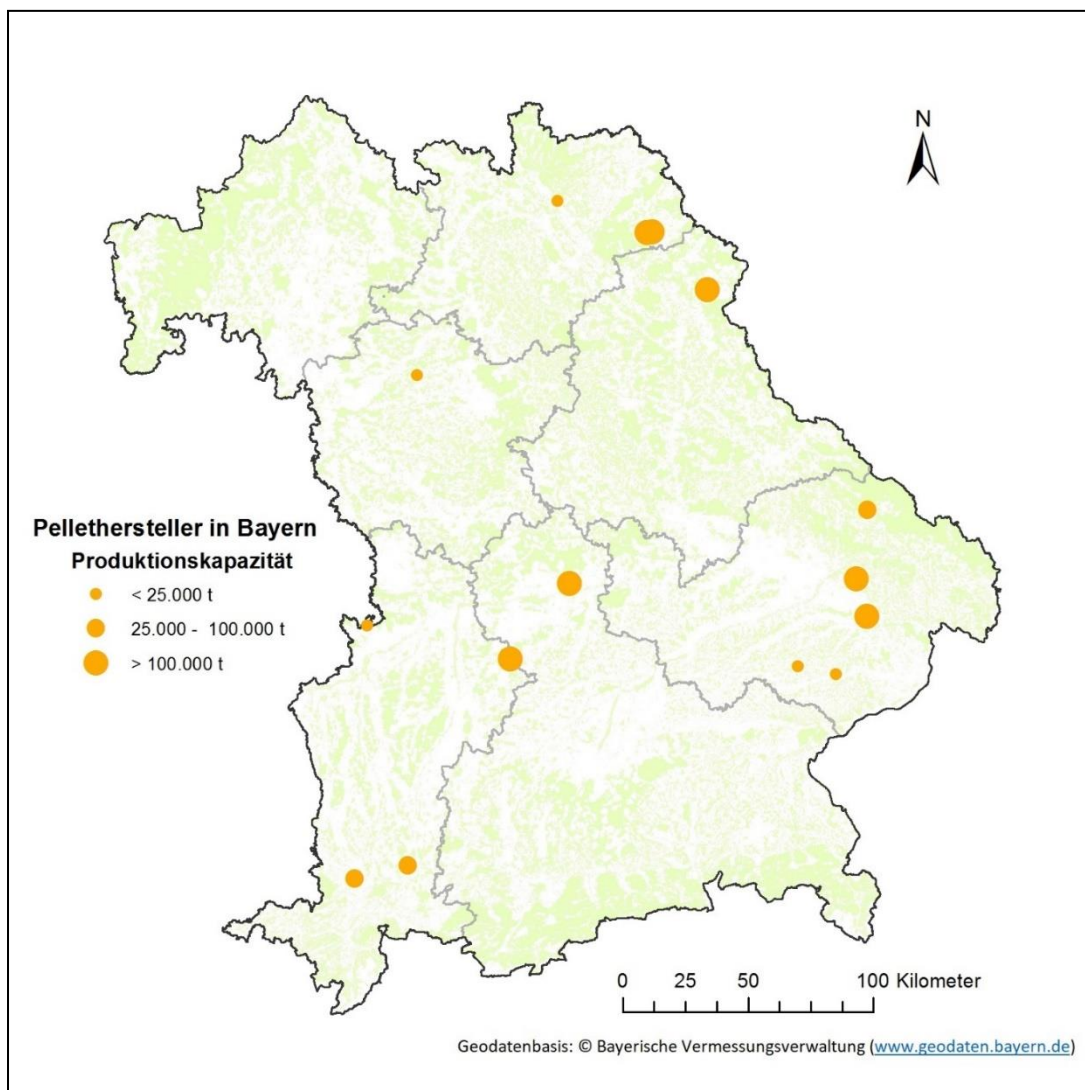 N
Pellethersteller in Bayern
Produktionskapazität
< 25.000 t
25.000 - 100.000 t
> 100.000 t
0 25 50 100 Kilometer
Geodatenbasis: © Bayerische Vermessungsverwaltung (www.geodaten.bayern.de)